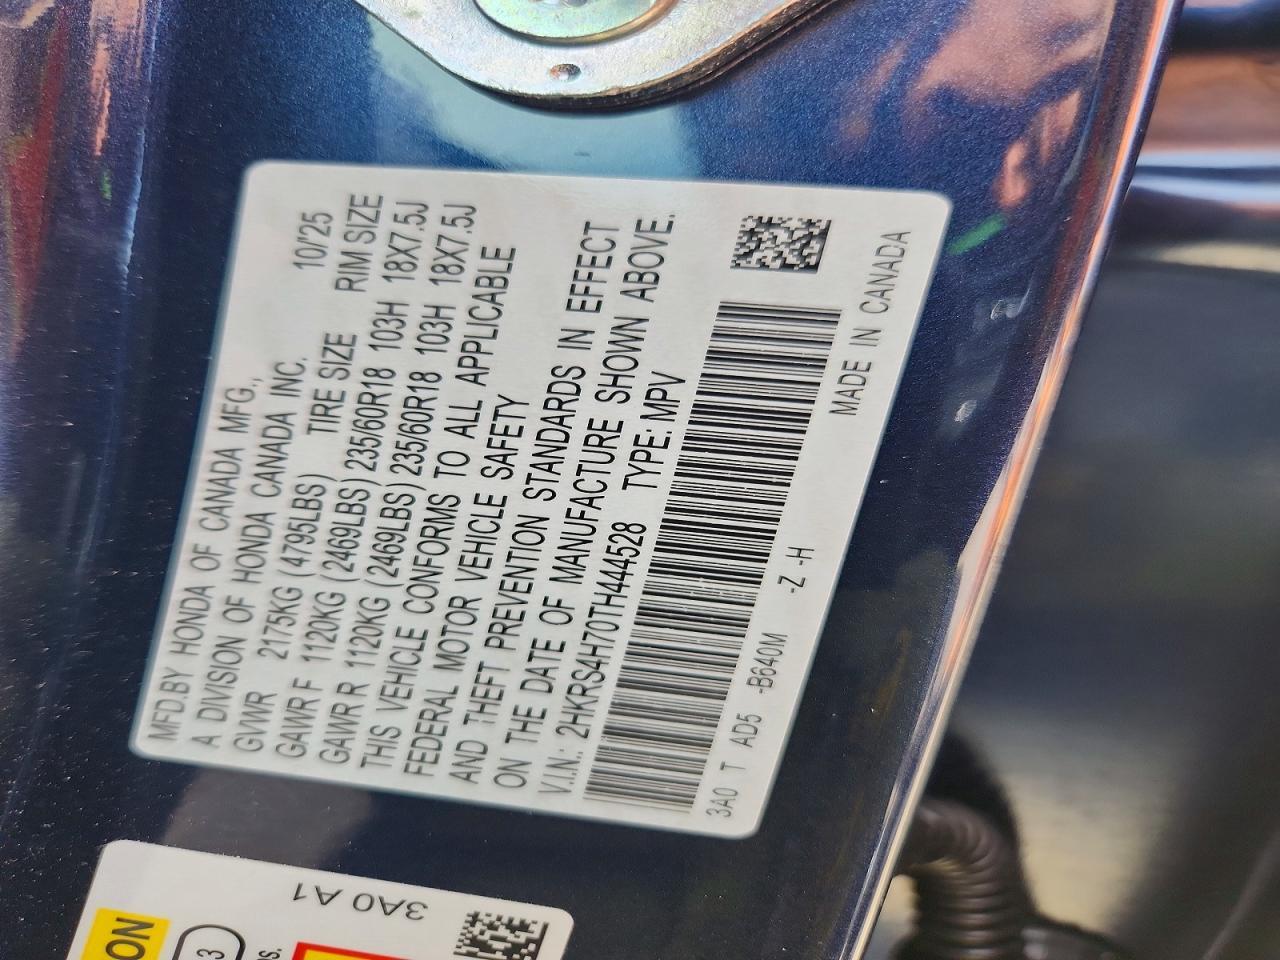 MFD.BY HONDA OF CANADA MFG.,
A DIVISION OF HONDA CANADA INC. 10/'25
GVWR 2175KG (4795LBS) TIRE SIZE RIM SIZE
GAWR F 1120KG (2469LBS) 235/60R18 103H 18X7.5J
GAWR R 1120KG (2469LBS) 235/60R18 103H 18X7.5J
THIS VEHICLE CONFORMS TO ALL APPLICABLE
FEDERAL MOTOR VEHICLE SAFETY
AND THEFT PREVENTION STANDARDS IN EFFECT
ON THE DATE OF MANUFACTURE SHOWN ABOVE.
V.I.N.: 2HKRS4H70TH444528 TYPE: MPV
3A0 T AD5 -B640M -Z -H MADE IN CANADA
3A0 A1
ON
3